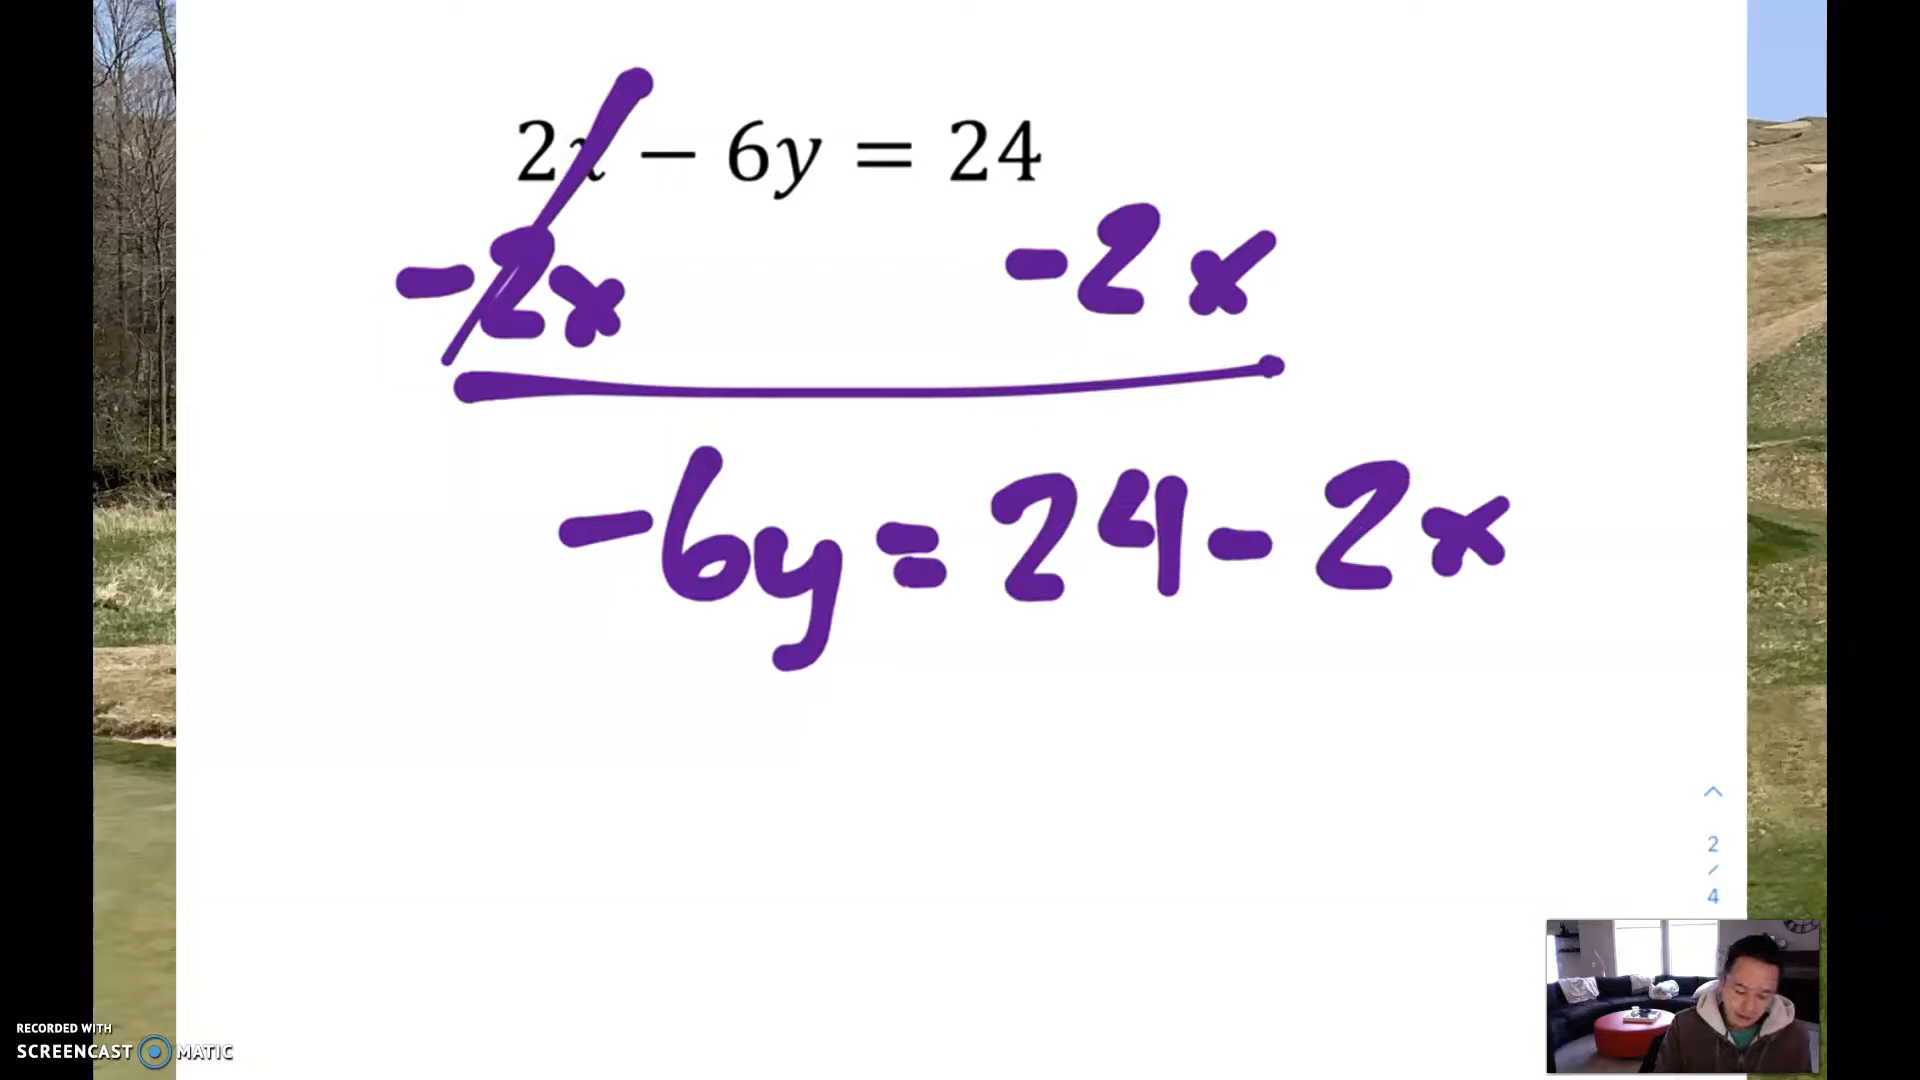 2x − 6y = 24
-2x -2x
-6y = 24 - 2x
2
/
4
RECORDED WITH
SCREENCAST MATIC